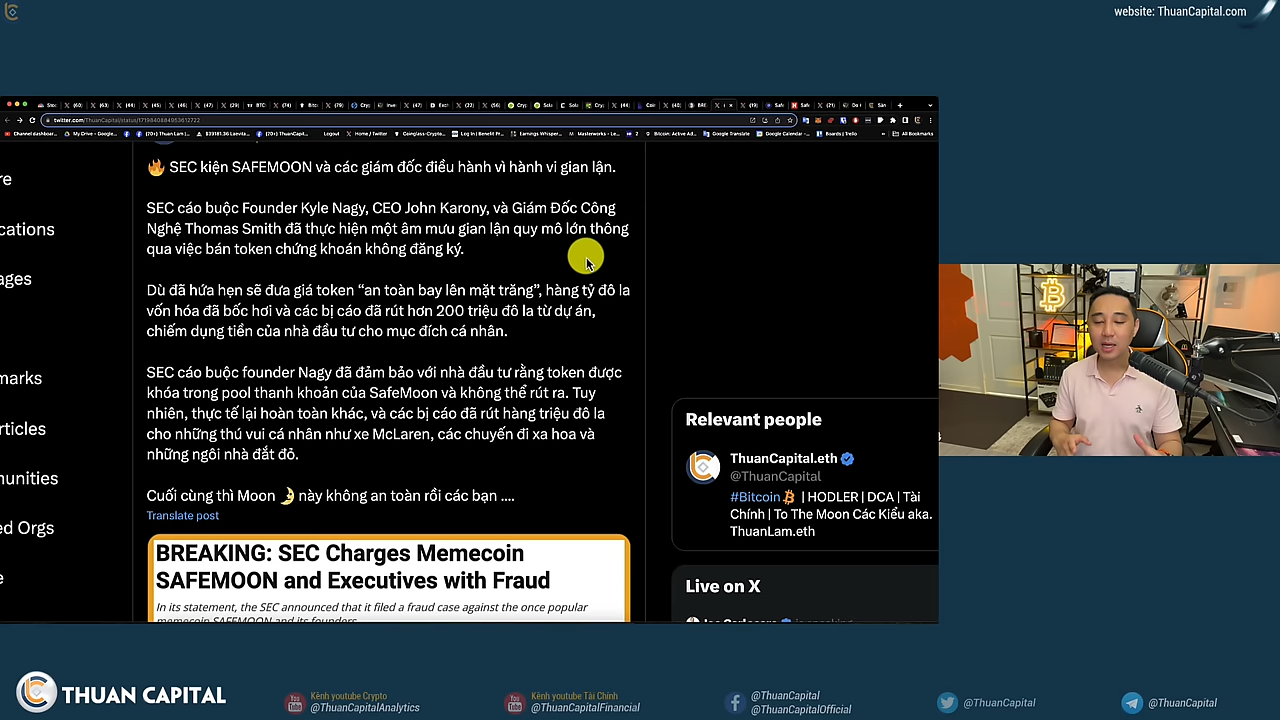 website: ThuanCapital.com
twitter.com/ThuanCapital/status/1719840885953612722
🔥 SEC kiện SAFEMOON và các giám đốc điều hành vì hành vi gian lận.
SEC cáo buộc Founder Kyle Nagy, CEO John Karony, và Giám Đốc Công
Nghệ Thomas Smith đã thực hiện một âm mưu gian lận quy mô lớn thông
qua việc bán token chứng khoán không đăng ký.
Dù đã hứa hẹn sẽ đưa giá token “an toàn bay lên mặt trăng”, hàng tỷ đô la
vốn hóa đã bốc hơi và các bị cáo đã rút hơn 200 triệu đô la từ dự án,
chiếm dụng tiền của nhà đầu tư cho mục đích cá nhân.
SEC cáo buộc founder Nagy đã đảm bảo với nhà đầu tư rằng token được
khóa trong pool thanh khoản của SafeMoon và không thể rút ra. Tuy
nhiên, thực tế lại hoàn toàn khác, và các bị cáo đã rút hàng triệu đô la
cho những thú vui cá nhân như xe McLaren, các chuyến đi xa hoa và
những ngôi nhà đắt đỏ.
Cuối cùng thì Moon 🌛 này không an toàn rồi các bạn ....
Translate post
BREAKING: SEC Charges Memecoin
SAFEMOON and Executives with Fraud
In its statement, the SEC announced that it filed a fraud case against the once popular
memecoin SAFEMOON and its founders
re
cations
ages
marks
rticles
nunities
ed Orgs
e
Relevant people
ThuanCapital.eth
@ThuanCapital
#Bitcoin | HODLER | DCA | Tài
Chính | To The Moon Các Kiểu aka.
ThuanLam.eth
Live on X
THUAN CAPITAL
Kênh youtube Crypto
@ThuanCapitalAnalytics
Kênh youtube Tài Chính
@ThuanCapitalFinancial
@ThuanCapital
@ThuanCapitalOfficial
@ThuanCapital
@ThuanCapital